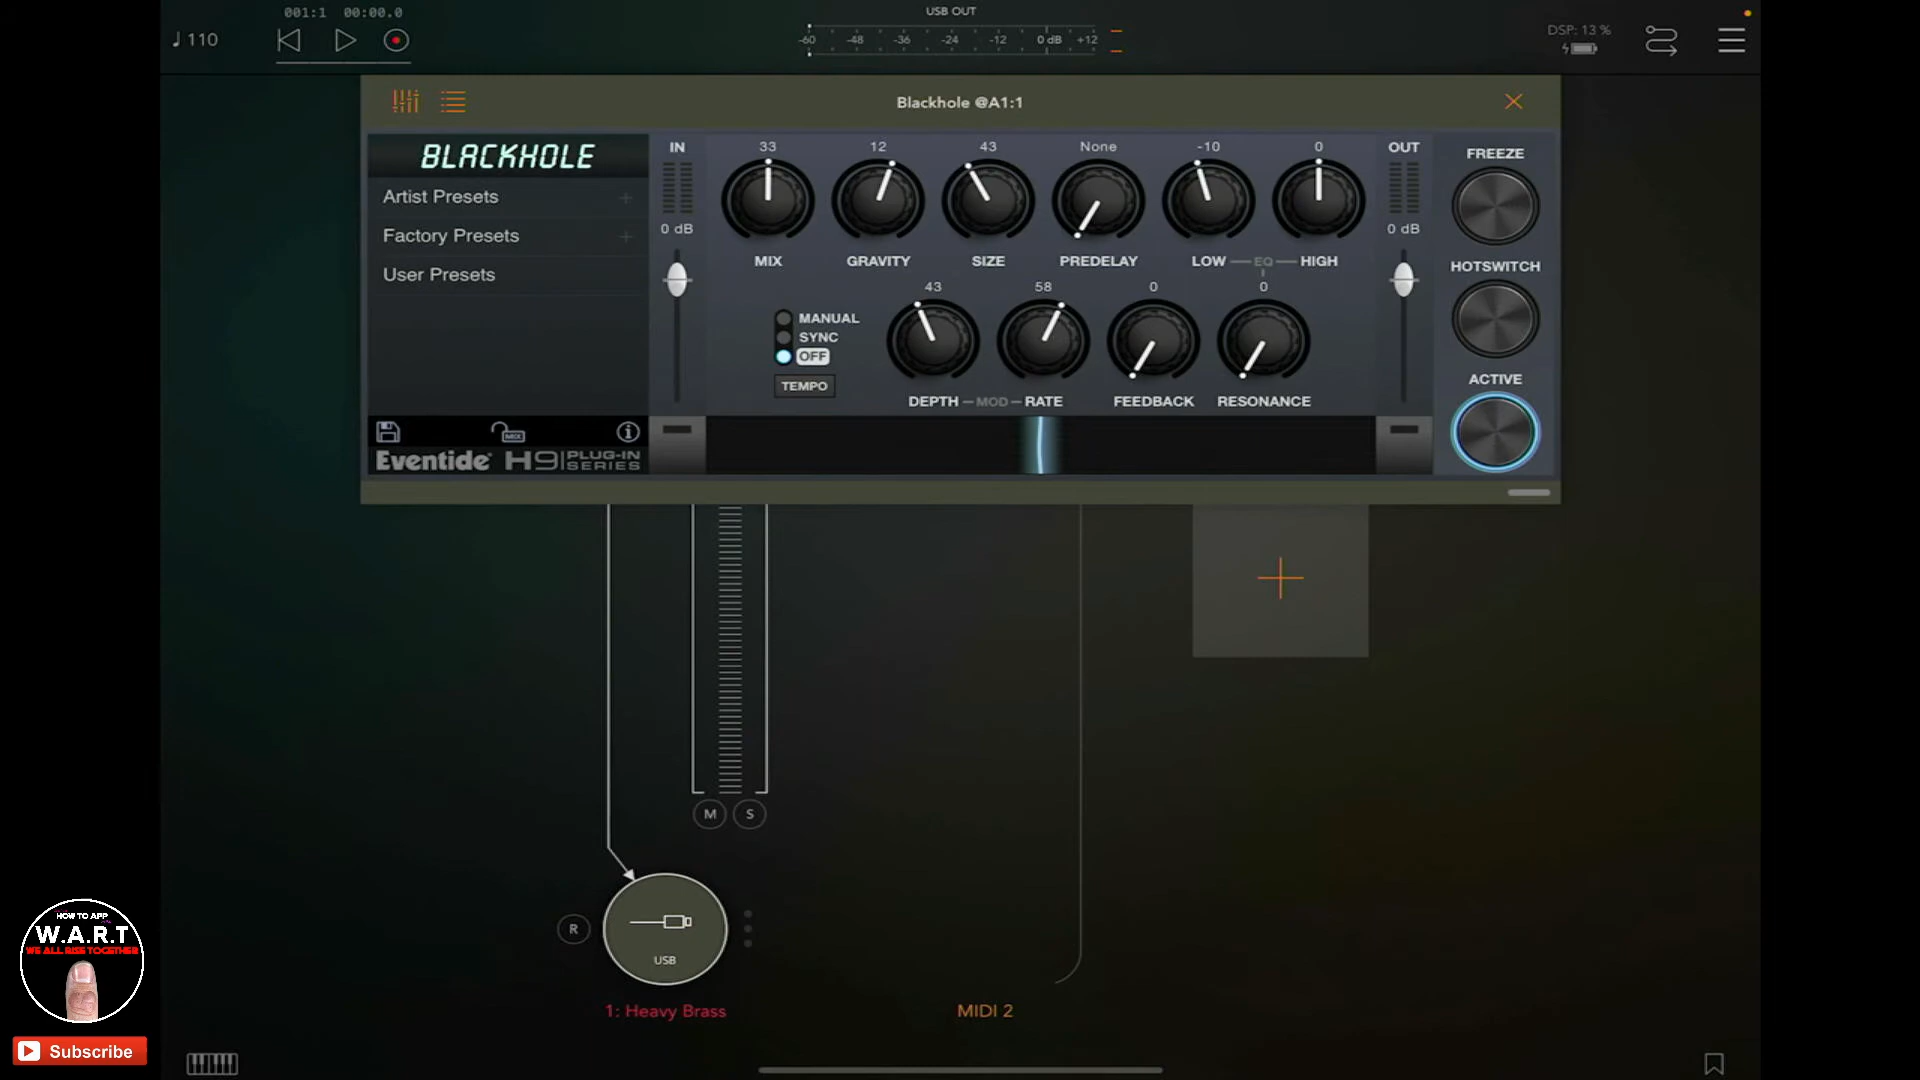 001:1 00:00.0
♩110
USB OUT
-60 -48 -36 -24 -12 0 dB +12
DSP: 13 %
Blackhole @A1:1
BLACKHOLE
Artist Presets +
Factory Presets +
User Presets
Eventide H9 PLUG-IN SERIES
MIX
IN
0 dB
33 12 43 None -10 0
MIX GRAVITY SIZE PREDELAY LOW EQ HIGH
MANUAL
SYNC
OFF
TEMPO
43 58 0 0
DEPTH MOD RATE FEEDBACK RESONANCE
OUT
0 dB
FREEZE
HOTSWITCH
ACTIVE
M S
R
USB
1: Heavy Brass
MIDI 2
HOW TO APP
W.A.R.T
WE ALL RISE TOGETHER
Subscribe